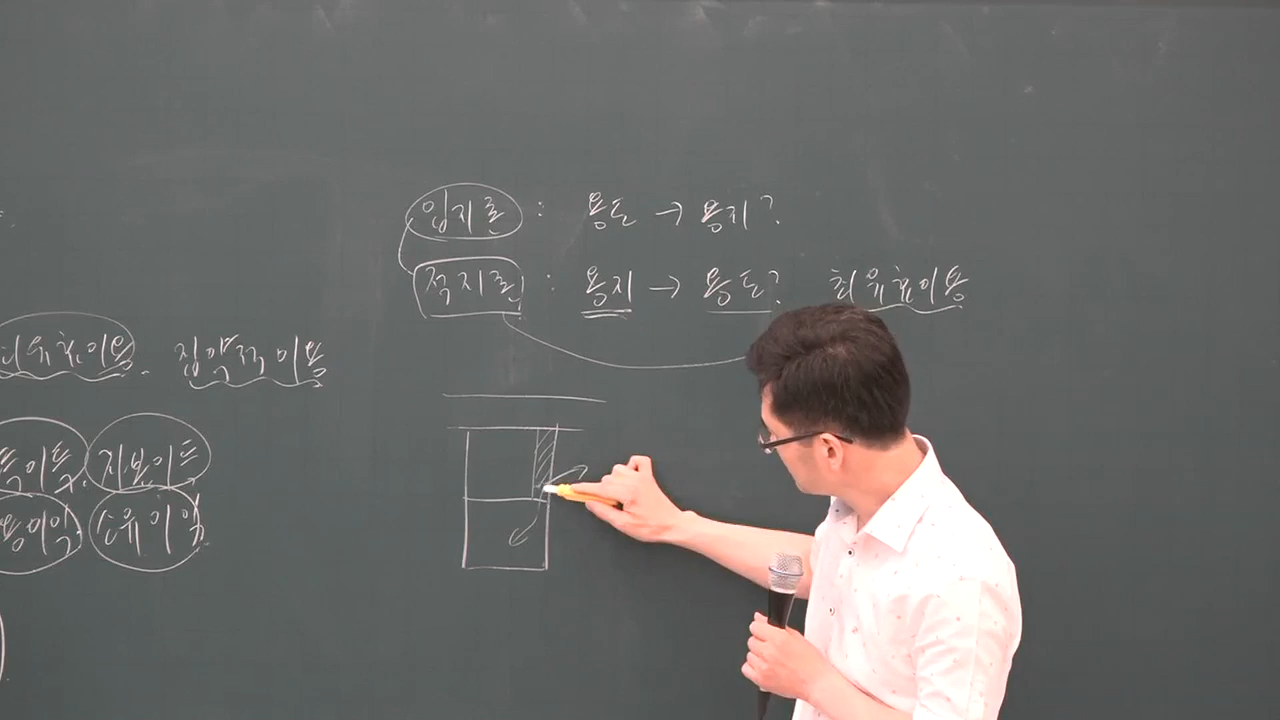 입지론 : 용도 → 용지?
적지론 : 용지 → 용도? 최유효이용
최유효이용. 집약적 이용
자본이득
소유이익